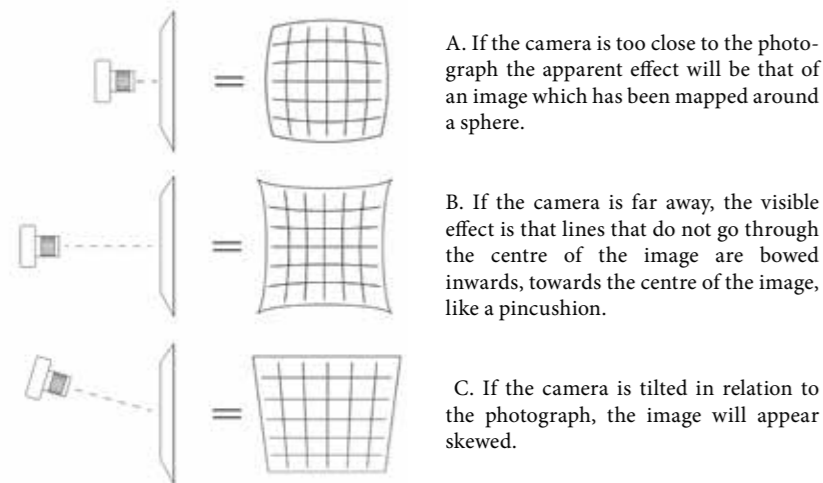 A. If the camera is too close to the photo-
graph the apparent effect will be that of
an image which has been mapped around
a sphere.
B. If the camera is far away, the visible
effect is that lines that do not go through
the centre of the image are bowed
inwards, towards the centre of the image,
like a pincushion.
C. If the camera is tilted in relation to
the photograph, the image will appear
skewed.